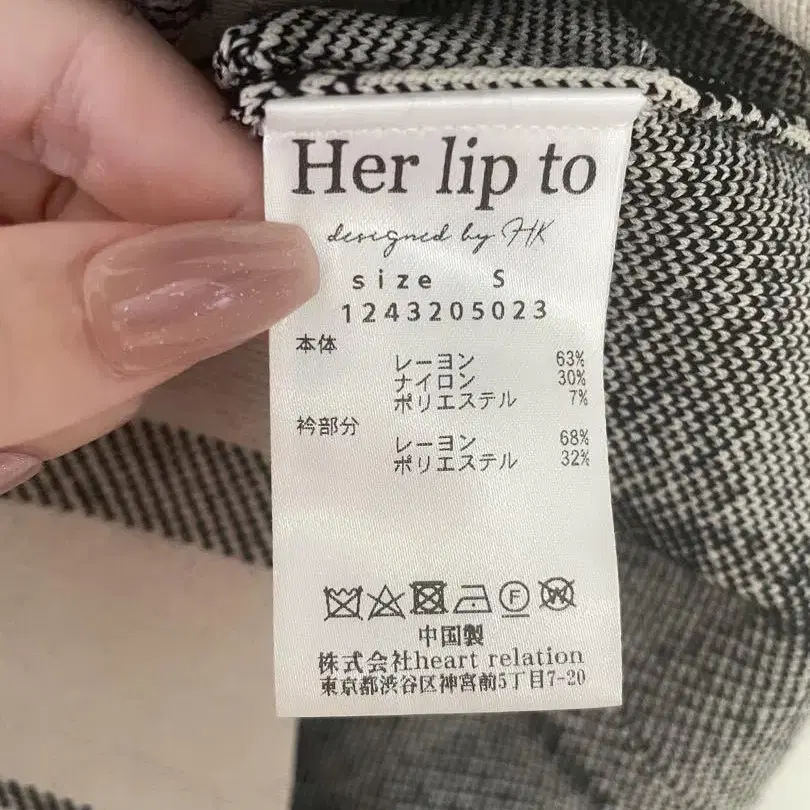 Her lip to
designed by HK
size S
1243205023
本体
レーヨン 63%
ナイロン 30%
ポリエステル 7%
衿部分
レーヨン 68%
ポリエステル 32%
F W
中国製
株式会社heart relation
東京都渋谷区神宮前5丁目7-20